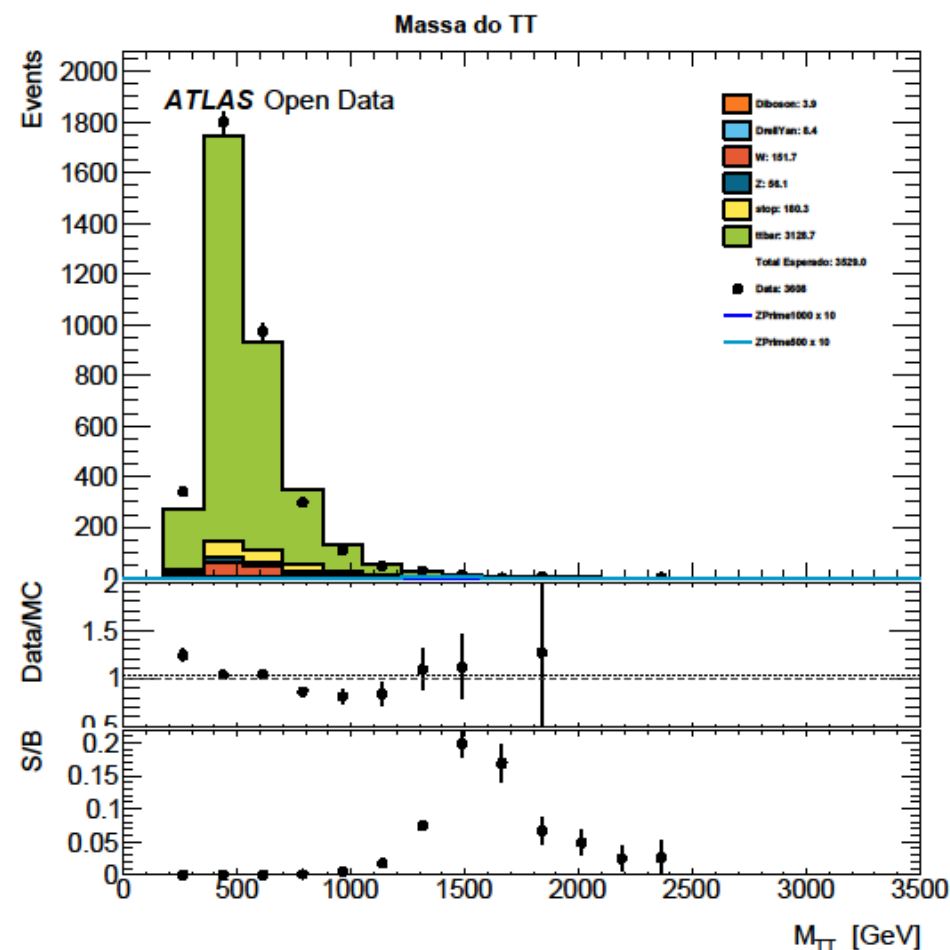 Massa do TT
Events
2000
1800
1600
1400
1200
1000
800
600
400
200
ATLAS Open Data
Diboson: 3.9
DrellYan: 8.4
W: 151.7
Z: 56.1
stop: 180.3
ttbar: 3128.7
Total Esperado: 3529.0
Data: 3608
ZPrime1000 x 10
ZPrime500 x 10
Data/MC
2
1.5
1
0.5
S/B
0.2
0.15
0.1
0.05
0
0 500 1000 1500 2000 2500 3000 3500
M_TT [GeV]